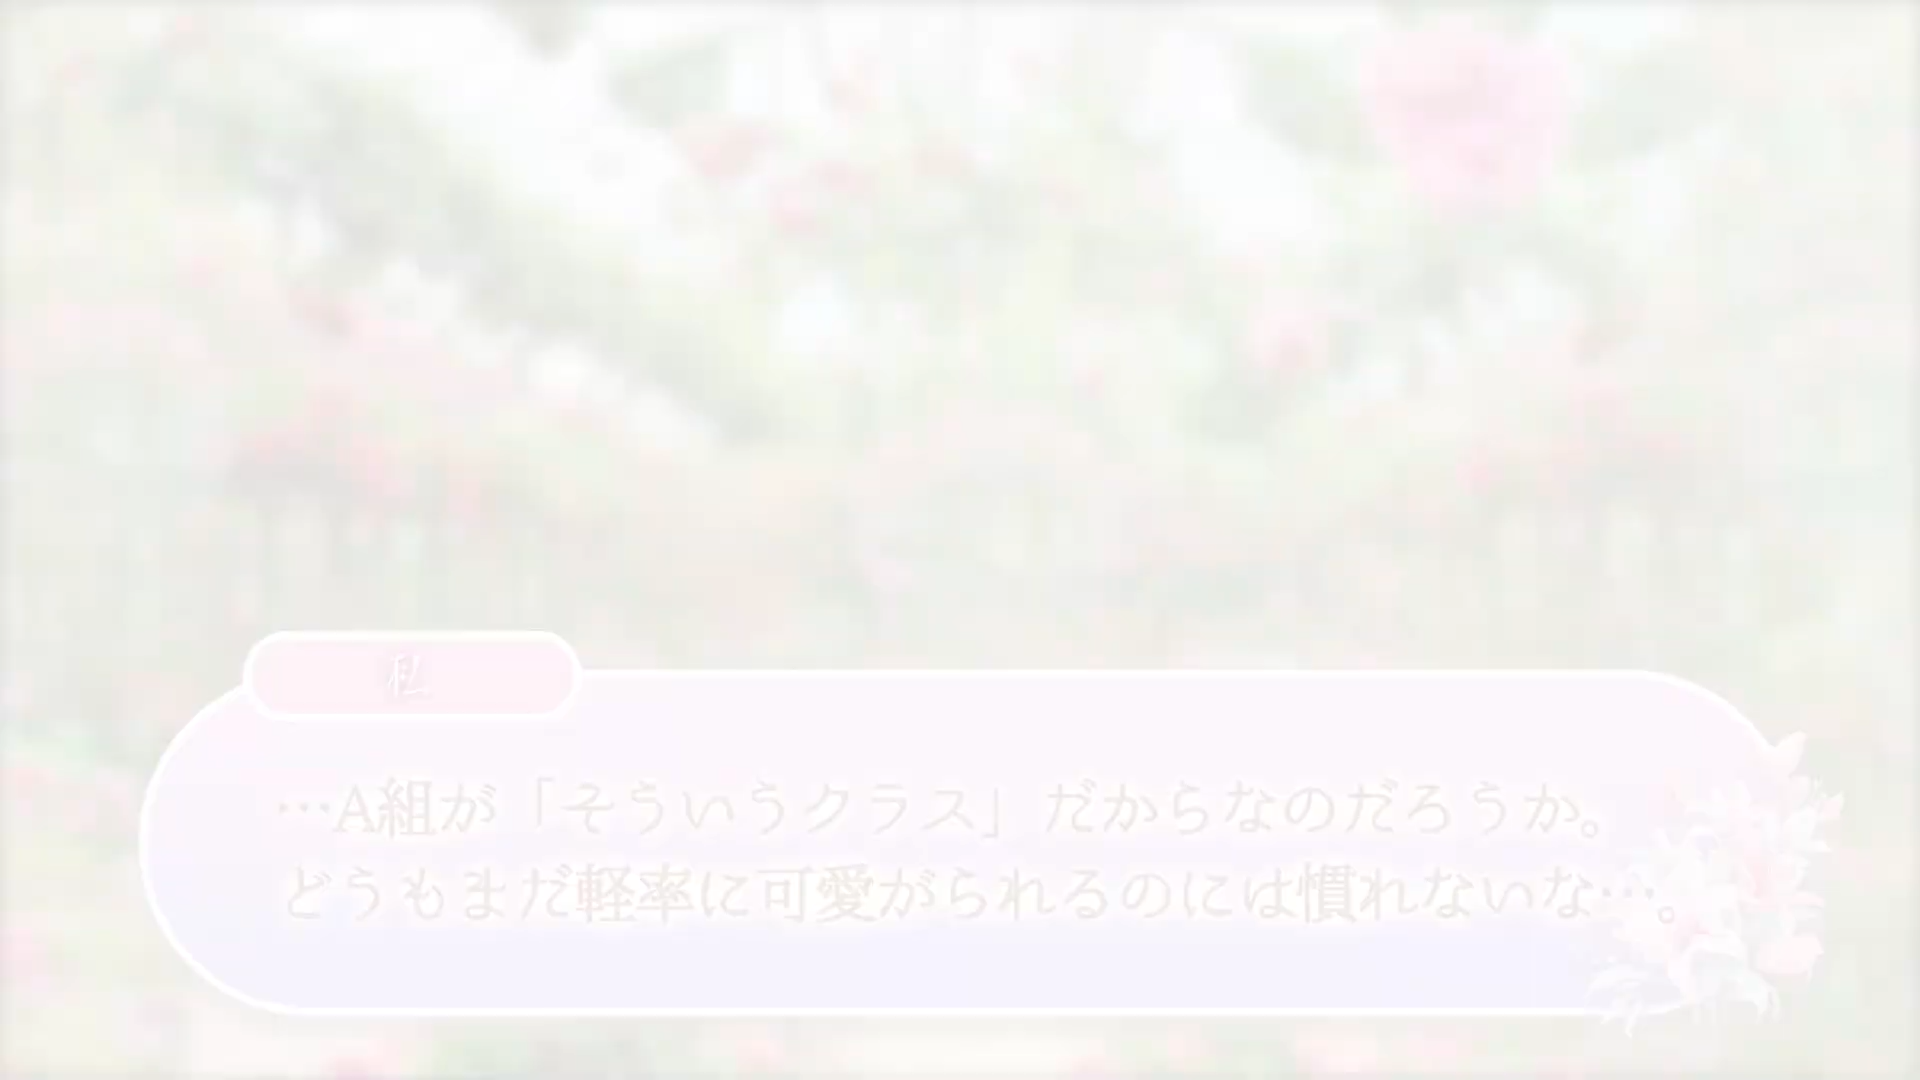 私
…A組が「そういうクラス」だからなのだろうか。
どうもまだ軽率に可愛がられるのには慣れないな…。